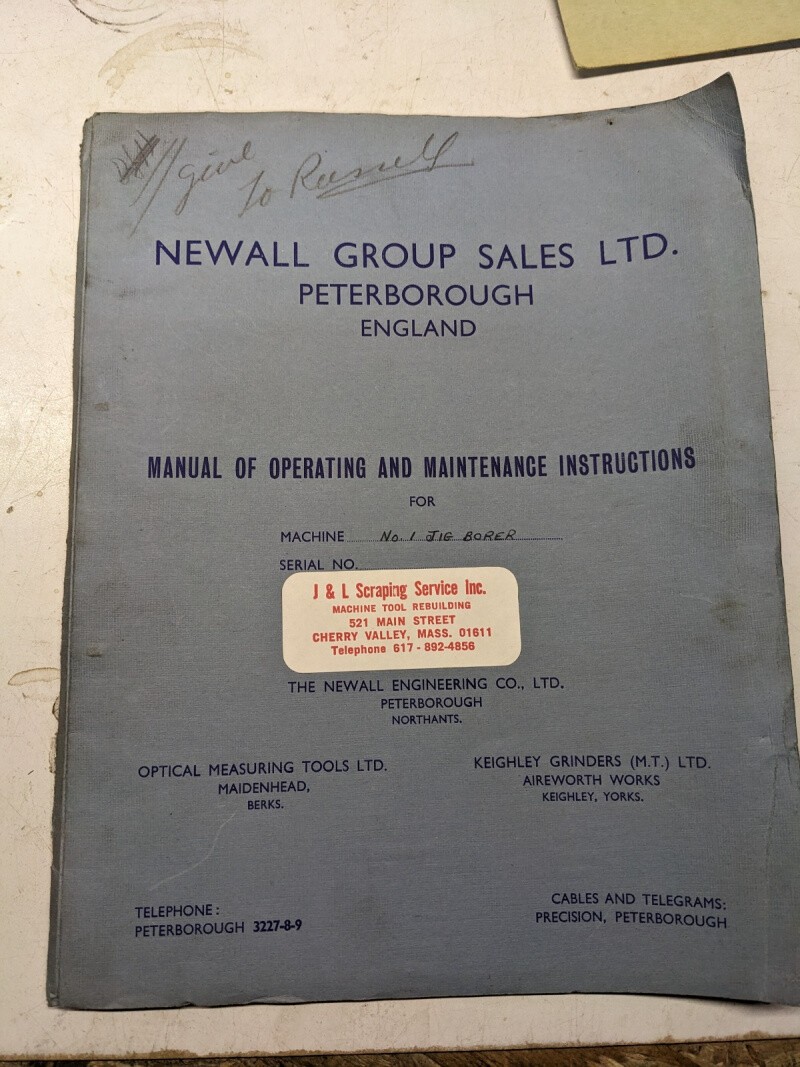 give
to Russell
NEWALL GROUP SALES LTD.
PETERBOROUGH
ENGLAND
MANUAL OF OPERATING AND MAINTENANCE INSTRUCTIONS
FOR
MACHINE No. 1 JIG BORER
SERIAL NO.
J & L Scraping Service Inc.
MACHINE TOOL REBUILDING
521 MAIN STREET
CHERRY VALLEY, MASS. 01611
Telephone 617-892-4856
THE NEWALL ENGINEERING CO., LTD.
PETERBOROUGH
NORTHANTS.
OPTICAL MEASURING TOOLS LTD.
MAIDENHEAD,
BERKS.
KEIGHLEY GRINDERS (M.T.) LTD.
AIREWORTH WORKS
KEIGHLEY, YORKS.
TELEPHONE:
PETERBOROUGH 3227-8-9
CABLES AND TELEGRAMS:
PRECISION, PETERBOROUGH